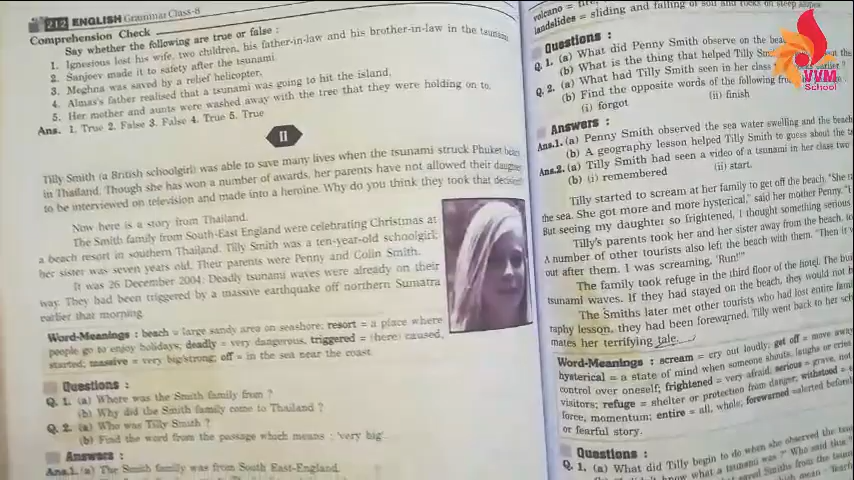 212 ENGLISH Grammar Class-8
Comprehension Check
Say whether the following are true or false :
1. Ignesious lost his wife, two children, his father-in-law and his brother-in-law in the tsunami.
2. Sanjeev made it to safety after the tsunami.
3. Meghna was saved by a relief helicopter.
4. Almas's father realised that a tsunami was going to hit the island.
5. Her mother and aunts were washed away with the tree that they were holding on to.
Ans. 1. True 2. False 3. False 4. True 5. True
II
Tilly Smith (a British schoolgirl) was able to save many lives when the tsunami struck Phuket beach
in Thailand. Though she has won a number of awards, her parents have not allowed their daughter
to be interviewed on television and made into a heroine. Why do you think they took that decision?
Now here is a story from Thailand.
The Smith family from South-East England were celebrating Christmas at
a beach resort in southern Thailand. Tilly Smith was a ten-year-old schoolgirl;
her sister was seven years old. Their parents were Penny and Colin Smith.
It was 26 December 2004. Deadly tsunami waves were already on their
way. They had been triggered by a massive earthquake off northern Sumatra
earlier that morning.
Word-Meanings : beach = large sandy area on seashore; resort = a place where
people go to enjoy holidays; deadly = very dangerous, triggered = (here) caused,
started; massive = very big/strong; off = in the sea near the coast.
Questions :
Q. 1. (a) Where was the Smith family from ?
(b) Why did the Smith family come to Thailand ?
Q. 2. (a) Who was Tilly Smith ?
(b) Find the word from the passage which means : 'very big'
Answers :
Ans.1. (a) The Smith family was from South East-England.
volcano =
landslides = sliding and falling of soil and rocks on steep slopes
Questions :
Q. 1. (a) What did Penny Smith observe on the
(b) What is the thing that helped Tilly the
Q. 2. (a) What had Tilly Smith seen in her class earlier ?
(b) Find the opposite words of the following from
(i) forgot (ii) finish
Answers :
Ans.1. (a) Penny Smith observed the sea water swelling and the beach
(b) A geography lesson helped Tilly Smith to guess about the
Ans.2. (a) Tilly Smith had seen a video of a tsunami in her class two
(b) (i) remembered (ii) start.
Tilly started to scream at her family to get off the beach. "She
the sea. She got more and more hysterical," said her mother Penny. "I
But seeing my daughter so frightened, I thought something serious
Tilly's parents took her and her sister away from the beach,
A number of other tourists also left the beach with them. "Then it
out after them. I was screaming, 'Run!'"
The family took refuge in the third floor of the hotel. The
tsunami waves. If they had stayed on the beach, they would not
The Smiths later met other tourists who had lost entire
raphy lesson, they had been forewarned. Tilly went back to her
mates her terrifying tale.
Word-Meanings : scream = cry out loudly; get off = move away
hysterical = a state of mind when someone shouts, laughs or cries
control over oneself; frightened = very afraid; serious = grave, not
visitors; refuge = shelter or protection from danger; withstood =
force, momentum; entire = all, whole; forewarned = alerted before
or fearful story.
Questions :
Q. 1. (a) What did Tilly begin to do when she observed the
what a tsunami was ?" Who said this
VVM
School